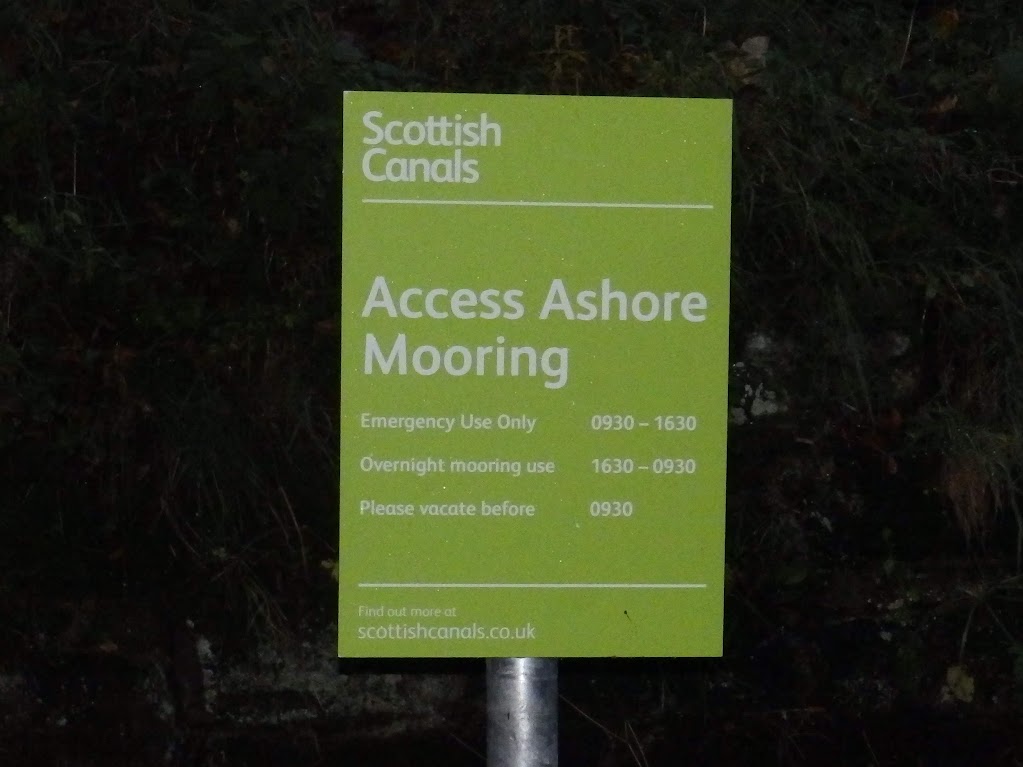 Scottish
Canals
Access Ashore
Mooring
Emergency Use Only 0930 – 1630
Overnight mooring use 1630 – 0930
Please vacate before 0930
Find out more at
scottishcanals.co.uk